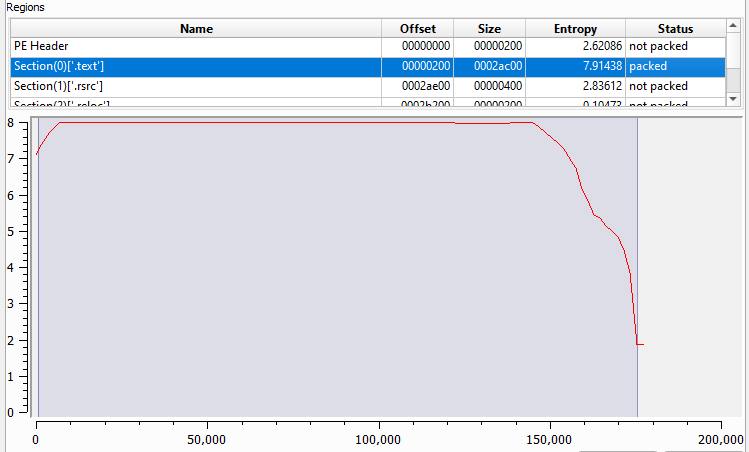 Regions
Name Offset Size Entropy Status
PE Header 00000000 00000200 2.62086 not packed
Section(0)['.text'] 00000200 0002ac00 7.91438 packed
Section(1)['.rsrc'] 0002ae00 00000400 2.83612 not packed
Section(2)['.reloc'] 0002b200 00000200 0.10473 not packed
8
7
6
5
4
3
2
1
0
0 50,000 100,000 150,000 200,000